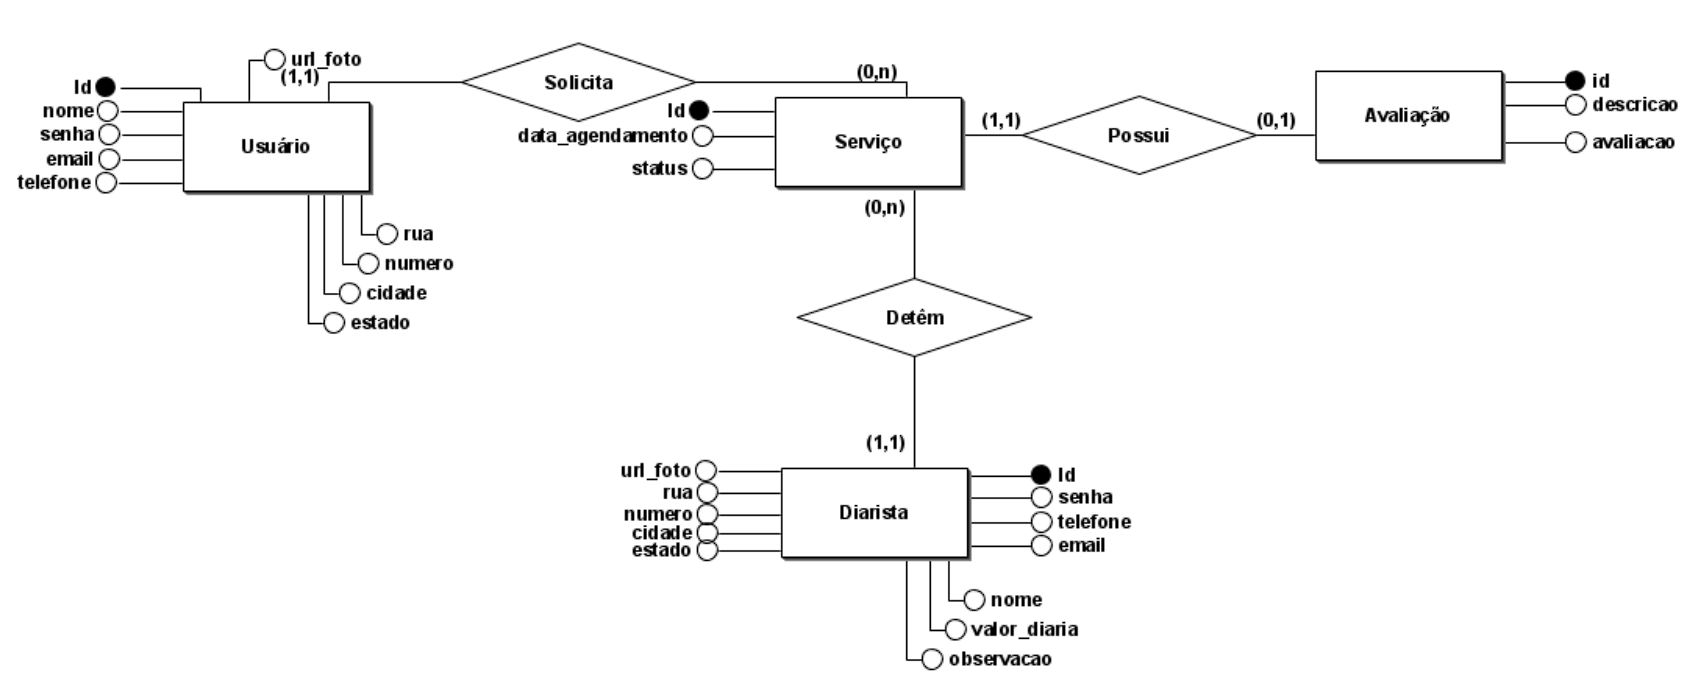 url_foto
(1,1)
Id
nome
senha
email
telefone
Usuário
rua
numero
cidade
estado
Solicita
(0,n)
Id
data_agendamento
status
Serviço
(1,1)
Possui
(0,1)
Avaliação
id
descricao
avaliacao
(0,n)
Detêm
(1,1)
url_foto
rua
numero
cidade
estado
Diarista
Id
senha
telefone
email
nome
valor_diaria
observacao